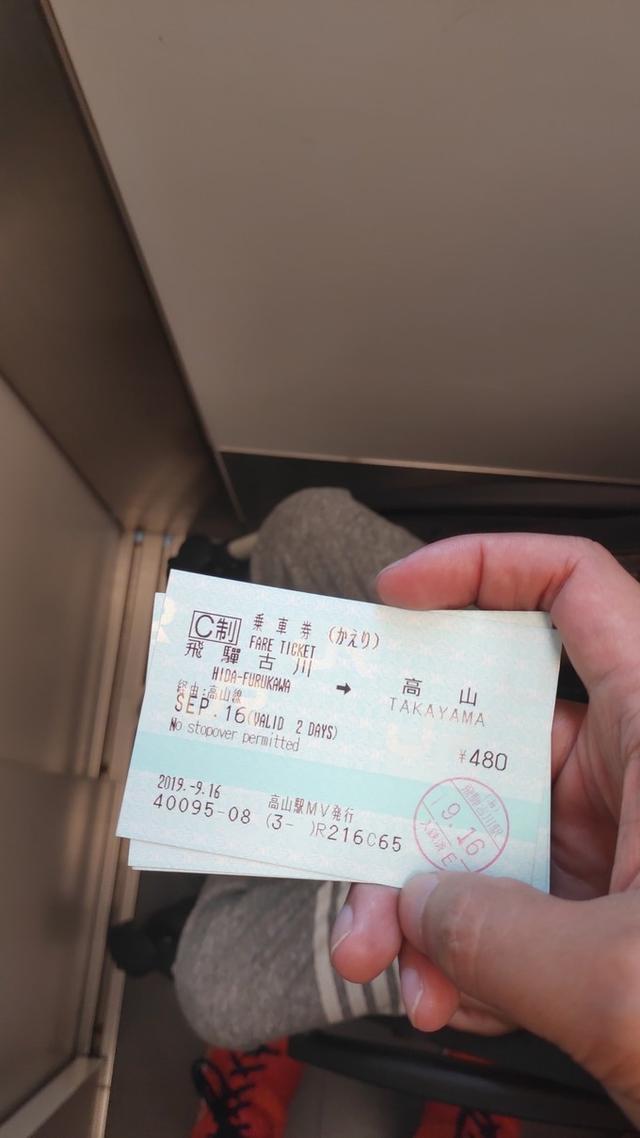 C制 乗車券 (かえり)
FARE TICKET
飛騨古川 ➡ 高山
HIDA-FURUKAWA TAKAYAMA
経由:高山線
SEP.16(VALID 2 DAYS)
No stopover permitted
¥480
2019.-9.16 高山駅MV発行
40095-08 (3- )R216C65
9.16
E